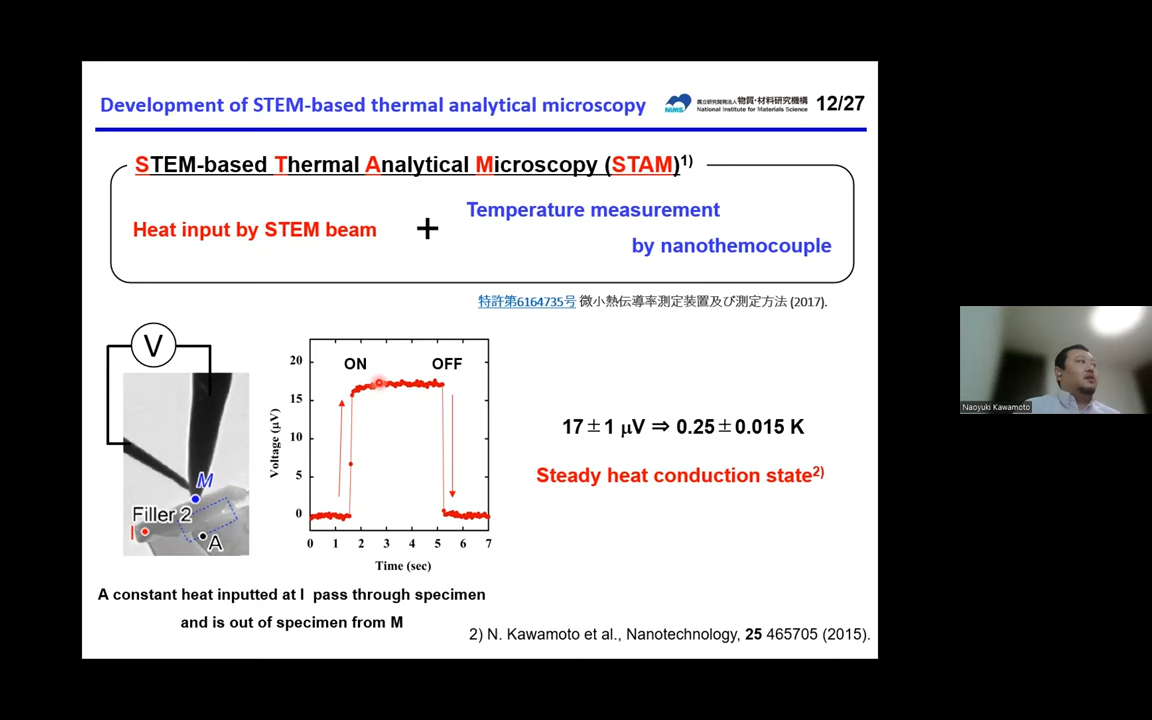 Development of STEM-based thermal analytical microscopy
NIMS
国立研究開発法人 物質・材料研究機構
National Institute for Materials Science
12/27
STEM-based Thermal Analytical Microscopy (STAM)1)
Heat input by STEM beam
+
Temperature measurement
by nanothemocouple
特許第6164735号 微小熱伝導率測定装置及び測定方法 (2017).
V
M
Filler 2
I
A
ON
OFF
20
15
10
5
0
Voltage (μV)
0 1 2 3 4 5 6 7
Time (sec)
17±1 μV ⇒ 0.25±0.015 K
Steady heat conduction state2)
A constant heat inputted at I pass through specimen
and is out of specimen from M
2) N. Kawamoto et al., Nanotechnology, 25 465705 (2015).
Naoyuki Kawamoto